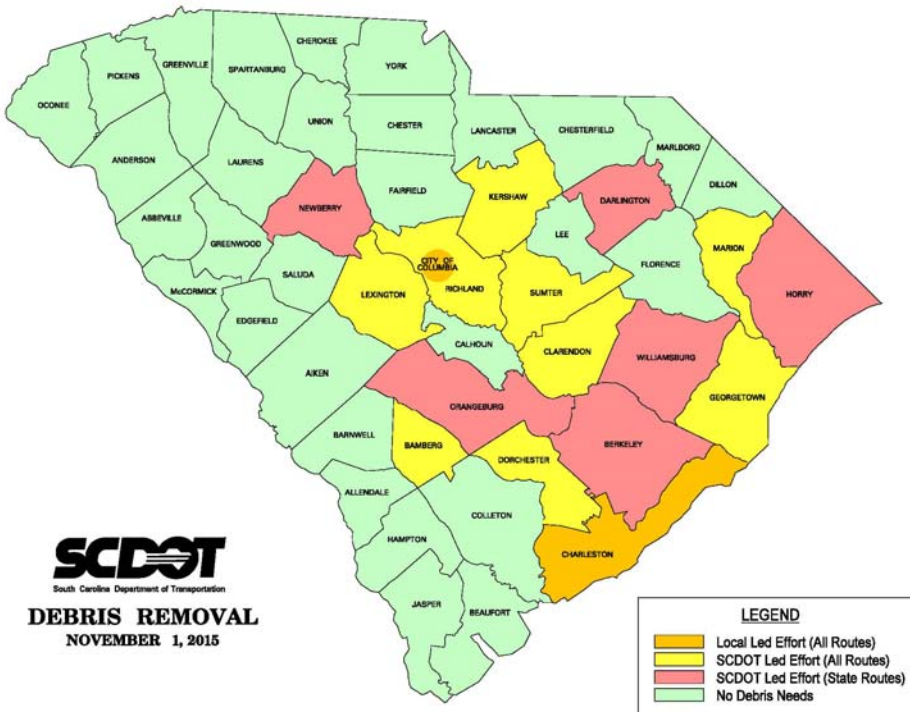 CHEROKEE
GREENVILLE
SPARTANBURG
YORK
PICKENS
OCONEE
UNION
CHESTER
LANCASTER
CHESTERFIELD
MARLBORO
ANDERSON
LAURENS
DILLON
KERSHAW
FAIRFIELD
NEWBERRY
DARLINGTON
ABBEVILLE
LEE
GREENWOOD
MARION
CITY OF
COLUMBIA
FLORENCE
SALUDA
McCORMICK
LEXINGTON
RICHLAND
SUMTER
HORRY
EDGEFIELD
CALHOUN
CLARENDON
WILLIAMSBURG
AIKEN
GEORGETOWN
ORANGEBURG
BARNWELL
BAMBERG
DORCHESTER
BERKELEY
ALLENDALE
COLLETON
HAMPTON
CHARLESTON
JASPER
BEAUFORT
SCDOT
South Carolina Department of Transportation
DEBRIS REMOVAL
NOVEMBER 1, 2015
LEGEND
Local Led Effort (All Routes)
SCDOT Led Effort (All Routes)
SCDOT Led Effort (State Routes)
No Debris Needs